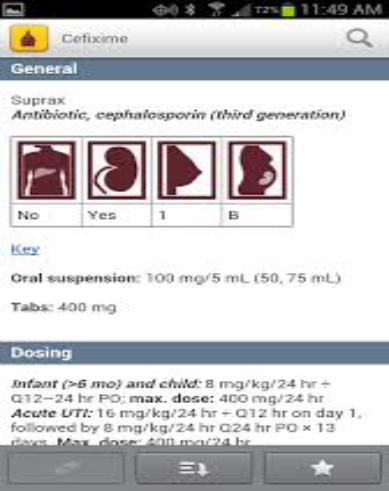 72% 11:49 AM
Cefixime
General
Suprax
Antibiotic, cephalosporin (third generation)
No Yes 1 B
Key
Oral suspension: 100 mg/5 mL (50, 75 mL)
Tabs: 400 mg
Dosing
Infant (>6 mo) and child: 8 mg/kg/24 hr ÷
Q12–24 hr PO; max. dose: 400 mg/24 hr
Acute UTI: 16 mg/kg/24 hr ÷ Q12 hr on day 1,
followed by 8 mg/kg/24 hr Q24 hr PO × 13
days. Max. dose: 400 mg/24 hr